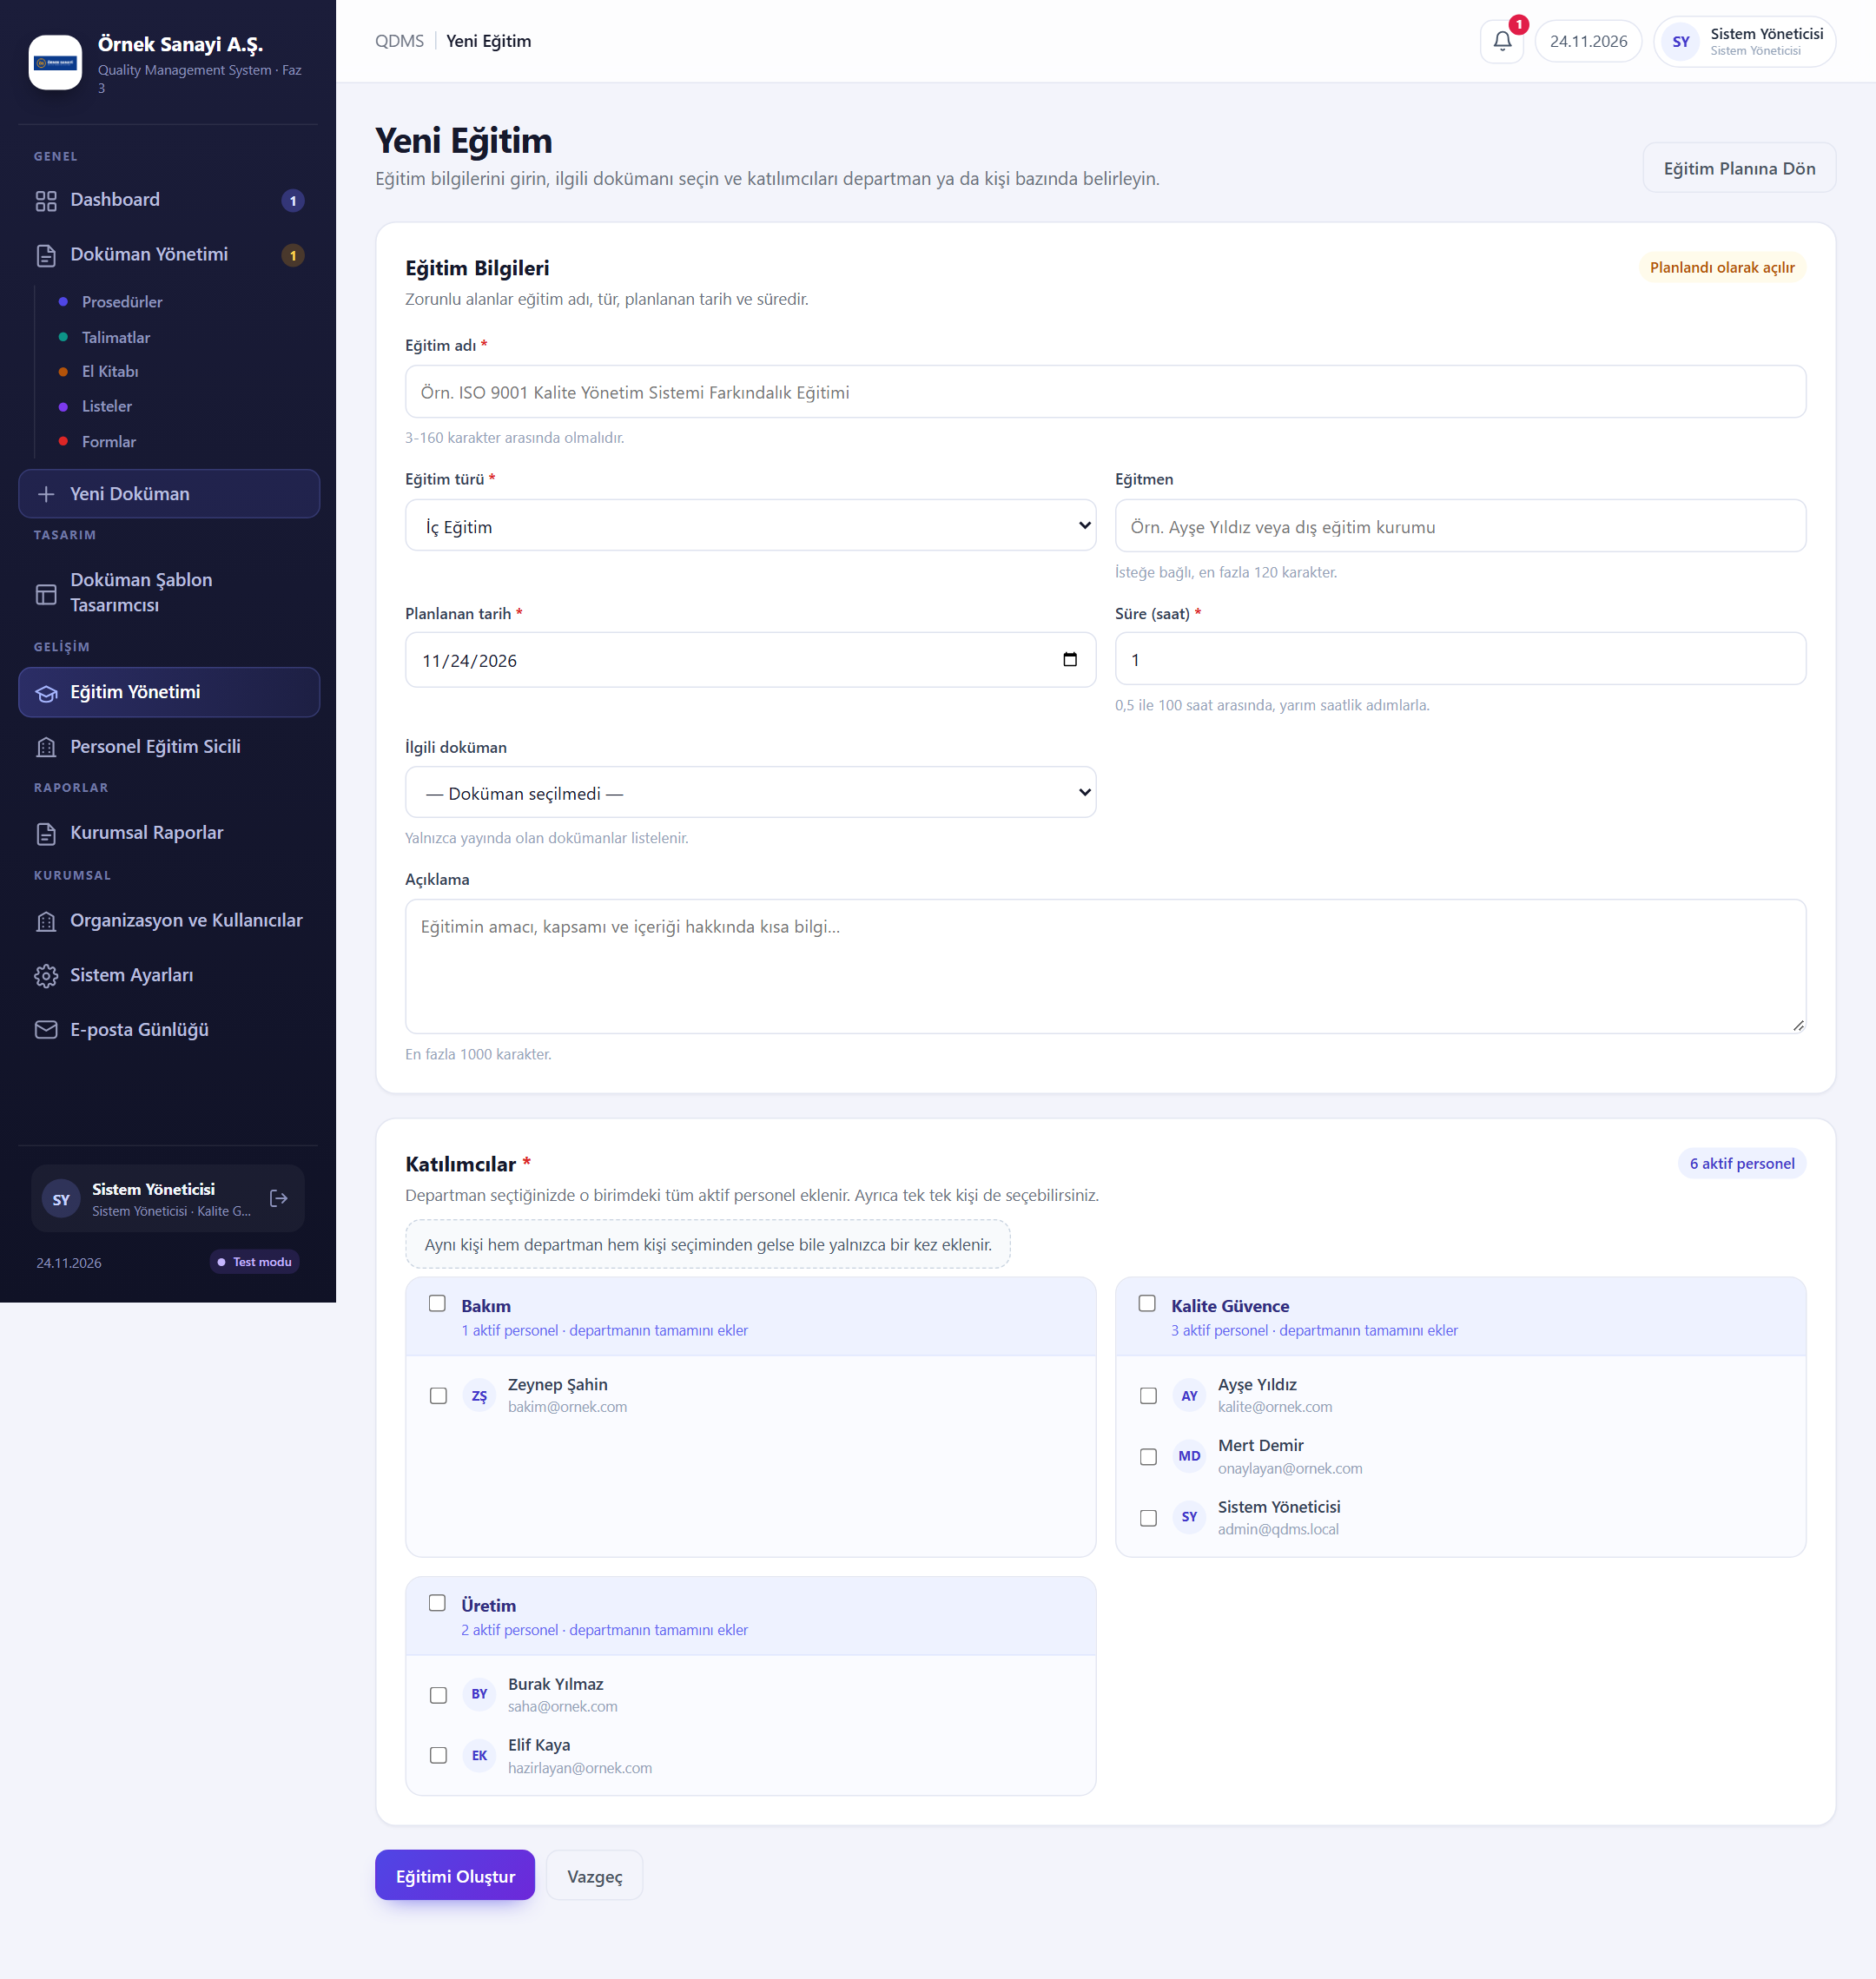 Örnek Sanayi A.Ş.
Quality Management System · Faz
3
GENEL
Dashboard
1
Doküman Yönetimi
1
Prosedürler
Talimatlar
El Kitabı
Listeler
Formlar
Yeni Doküman
TASARIM
Doküman Şablon
Tasarımcısı
GELİŞİM
Eğitim Yönetimi
Personel Eğitim Sicili
RAPORLAR
Kurumsal Raporlar
KURUMSAL
Organizasyon ve Kullanıcılar
Sistem Ayarları
E-posta Günlüğü
SY
Sistem Yöneticisi
Sistem Yöneticisi · Kalite G...
24.11.2026
Test modu
QDMS
Yeni Eğitim
1
24.11.2026
SY
Sistem Yöneticisi
Sistem Yöneticisi
Yeni Eğitim
Eğitim bilgilerini girin, ilgili dokümanı seçin ve katılımcıları departman ya da kişi bazında belirleyin.
Eğitim Planına Dön
Eğitim Bilgileri
Planlandı olarak açılır
Zorunlu alanlar eğitim adı, tür, planlanan tarih ve süredir.
Eğitim adı *
Örn. ISO 9001 Kalite Yönetim Sistemi Farkındalık Eğitimi
3-160 karakter arasında olmalıdır.
Eğitim türü *
İç Eğitim
Eğitmen
Örn. Ayşe Yıldız veya dış eğitim kurumu
İsteğe bağlı, en fazla 120 karakter.
Planlanan tarih *
11/24/2026
Süre (saat) *
1
0,5 ile 100 saat arasında, yarım saatlik adımlarla.
İlgili doküman
— Doküman seçilmedi —
Yalnızca yayında olan dokümanlar listelenir.
Açıklama
Eğitimin amacı, kapsamı ve içeriği hakkında kısa bilgi...
En fazla 1000 karakter.
Katılımcılar *
6 aktif personel
Departman seçtiğinizde o birimdeki tüm aktif personel eklenir. Ayrıca tek tek kişi de seçebilirsiniz.
Aynı kişi hem departman hem kişi seçiminden gelse bile yalnızca bir kez eklenir.
Bakım
1 aktif personel · departmanın tamamını ekler
ZŞ
Zeynep Şahin
bakim@ornek.com
Kalite Güvence
3 aktif personel · departmanın tamamını ekler
AY
Ayşe Yıldız
kalite@ornek.com
MD
Mert Demir
onaylayan@ornek.com
SY
Sistem Yöneticisi
admin@qdms.local
Üretim
2 aktif personel · departmanın tamamını ekler
BY
Burak Yılmaz
saha@ornek.com
EK
Elif Kaya
hazirlayan@ornek.com
Eğitimi Oluştur
Vazgeç